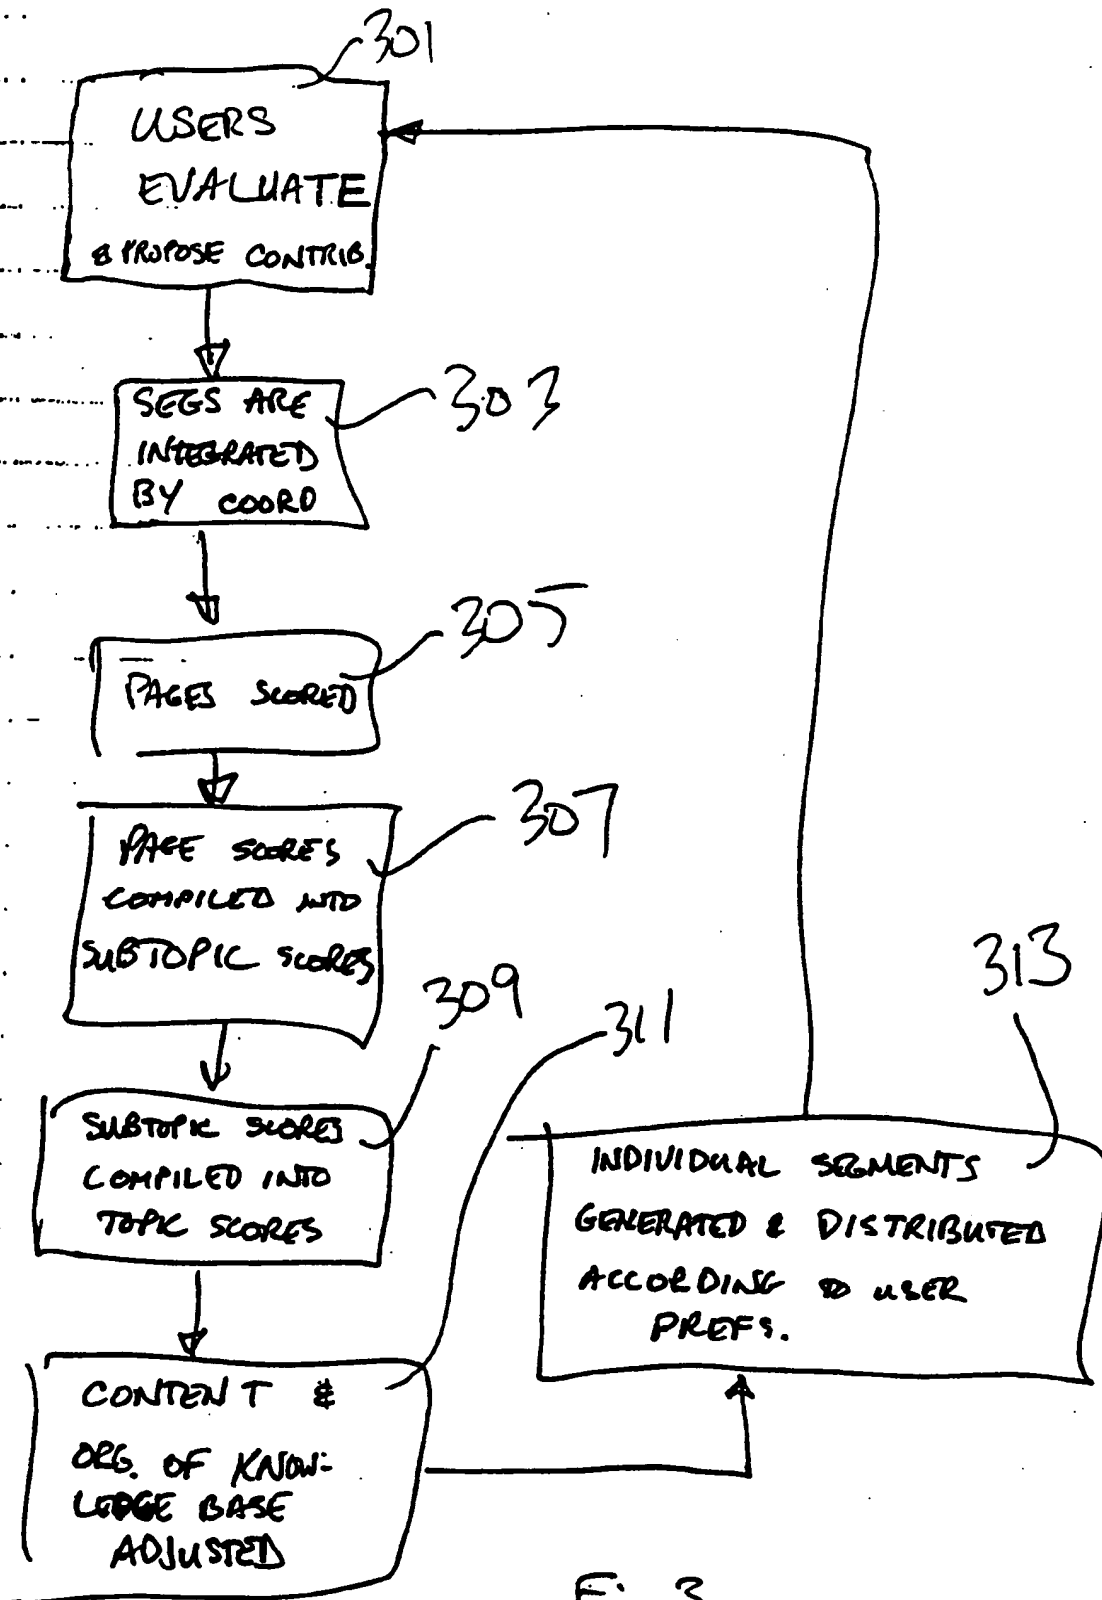 301
USERS
EVALUATE
& PROPOSE CONTRIB.
303
SEGS ARE
INTEGRATED
BY COORD
305
PAGES SCORED
307
PAGE SCORES
COMPILED INTO
SUBTOPIC SCORES
309
SUBTOPIC SCORES
COMPILED INTO
TOPIC SCORES
311
CONTENT &
ORG. OF KNOW-
LEDGE BASE
ADJUSTED
313
INDIVIDUAL SEGMENTS
GENERATED & DISTRIBUTED
ACCORDING TO USER
PREFS.